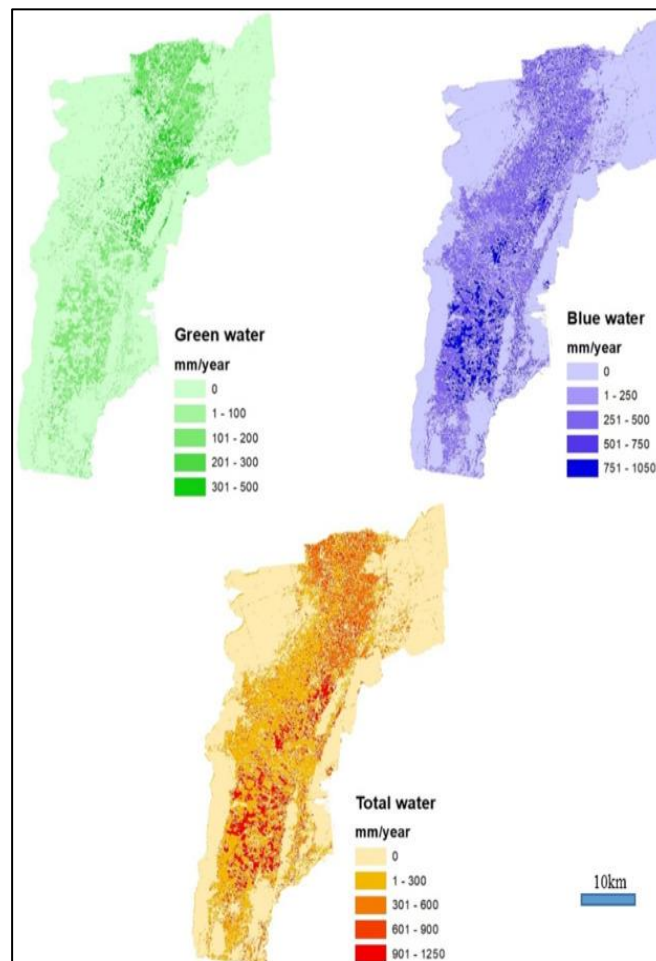 Green water
mm/year
0
1 - 100
101 - 200
201 - 300
301 - 500
Blue water
mm/year
0
1 - 250
251 - 500
501 - 750
751 - 1050
Total water
mm/year
0
1 - 300
301 - 600
601 - 900
901 - 1250
10km